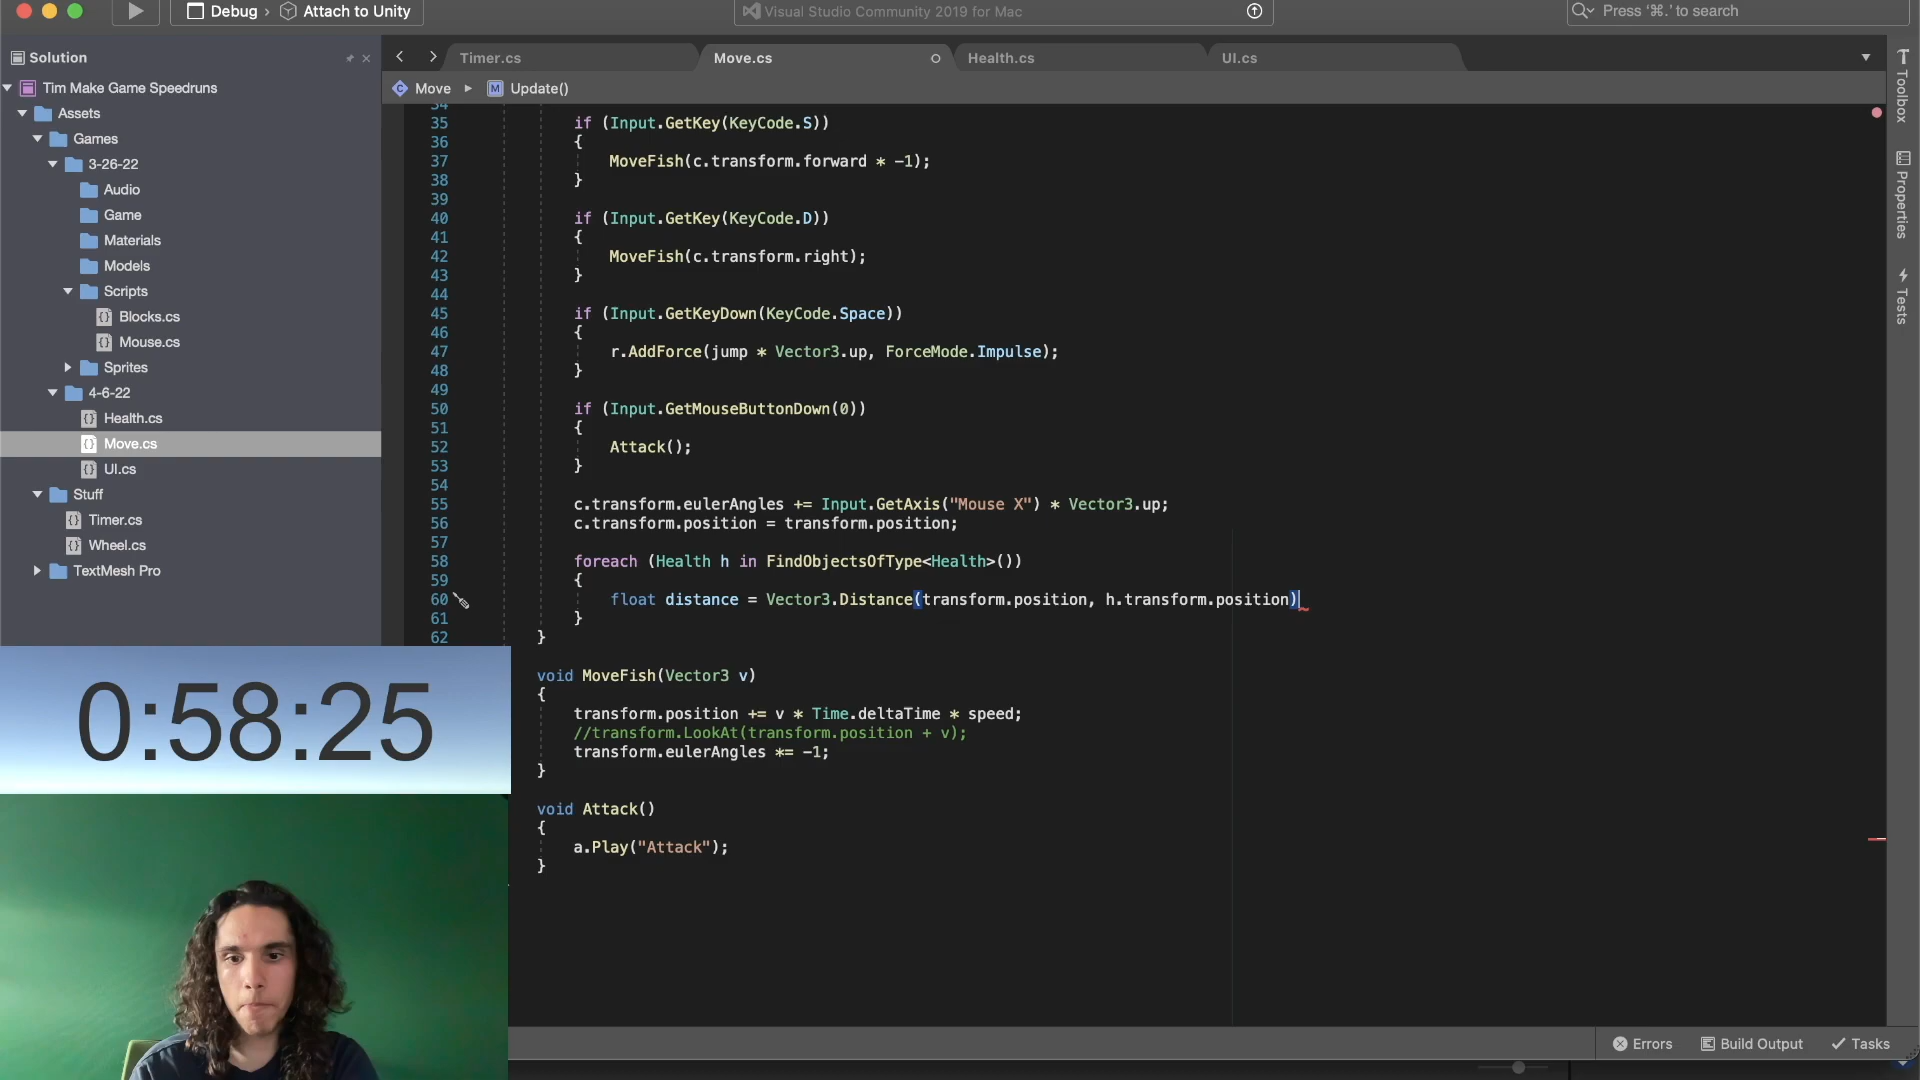 Debug › Attach to Unity
Visual Studio Community 2019 for Mac
Press '⌘.' to search
Solution
Timer.cs
Move.cs
Health.cs
UI.cs
Toolbox
Properties
Tests
Tim Make Game Speedruns
Assets
Games
3-26-22
Audio
Game
Materials
Models
Scripts
Blocks.cs
Mouse.cs
Sprites
4-6-22
Health.cs
Move.cs
UI.cs
Stuff
Timer.cs
Wheel.cs
TextMesh Pro
Move ▸ M Update()
34
35 if (Input.GetKey(KeyCode.S))
36 {
37 MoveFish(c.transform.forward * -1);
38 }
39
40 if (Input.GetKey(KeyCode.D))
41 {
42 MoveFish(c.transform.right);
43 }
44
45 if (Input.GetKeyDown(KeyCode.Space))
46 {
47 r.AddForce(jump * Vector3.up, ForceMode.Impulse);
48 }
49
50 if (Input.GetMouseButtonDown(0))
51 {
52 Attack();
53 }
54
55 c.transform.eulerAngles += Input.GetAxis("Mouse X") * Vector3.up;
56 c.transform.position = transform.position;
57
58 foreach (Health h in FindObjectsOfType<Health>())
59 {
60 float distance = Vector3.Distance(transform.position, h.transform.position)
61 }
62 }
void MoveFish(Vector3 v)
{
transform.position += v * Time.deltaTime * speed;
//transform.LookAt(transform.position + v);
transform.eulerAngles *= -1;
}
void Attack()
{
a.Play("Attack");
}
0:58:25
Errors
Build Output
Tasks